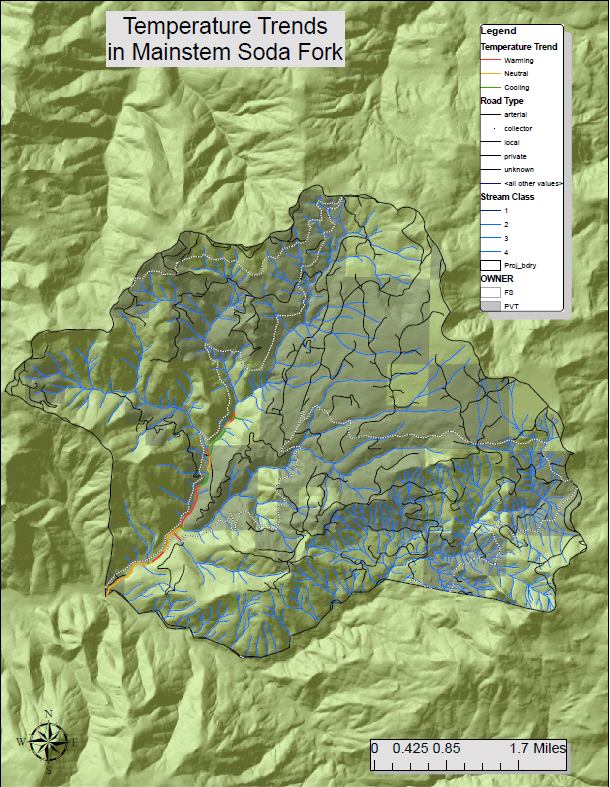 Temperature Trends
in Mainstem Soda Fork
Legend
Temperature Trend
Warming
Neutral
Cooling
Road Type
arterial
collector
local
private
unknown
<all other values>
Stream Class
1
2
3
4
Proj_bdry
OWNER
FS
PVT
N
W E
S
0 0.425 0.85 1.7 Miles